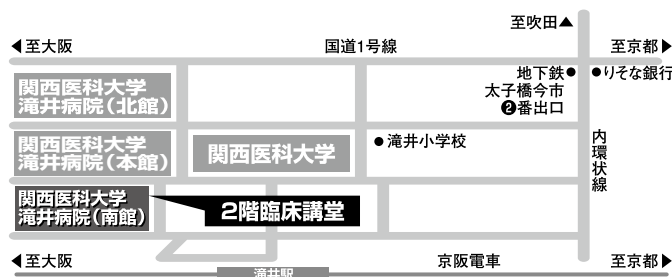 至吹田▲
◀至大阪
国道1号線
至京都▶
地下鉄●
●りそな銀行
太子橋今市
❷番出口
関西医科大学
滝井病院(北館)
関西医科大学
滝井病院(本館)
関西医科大学
●滝井小学校
内環状線
関西医科大学
滝井病院(南館)
2階臨床講堂
◀至大阪
京阪電車
至京都▶
滝井駅